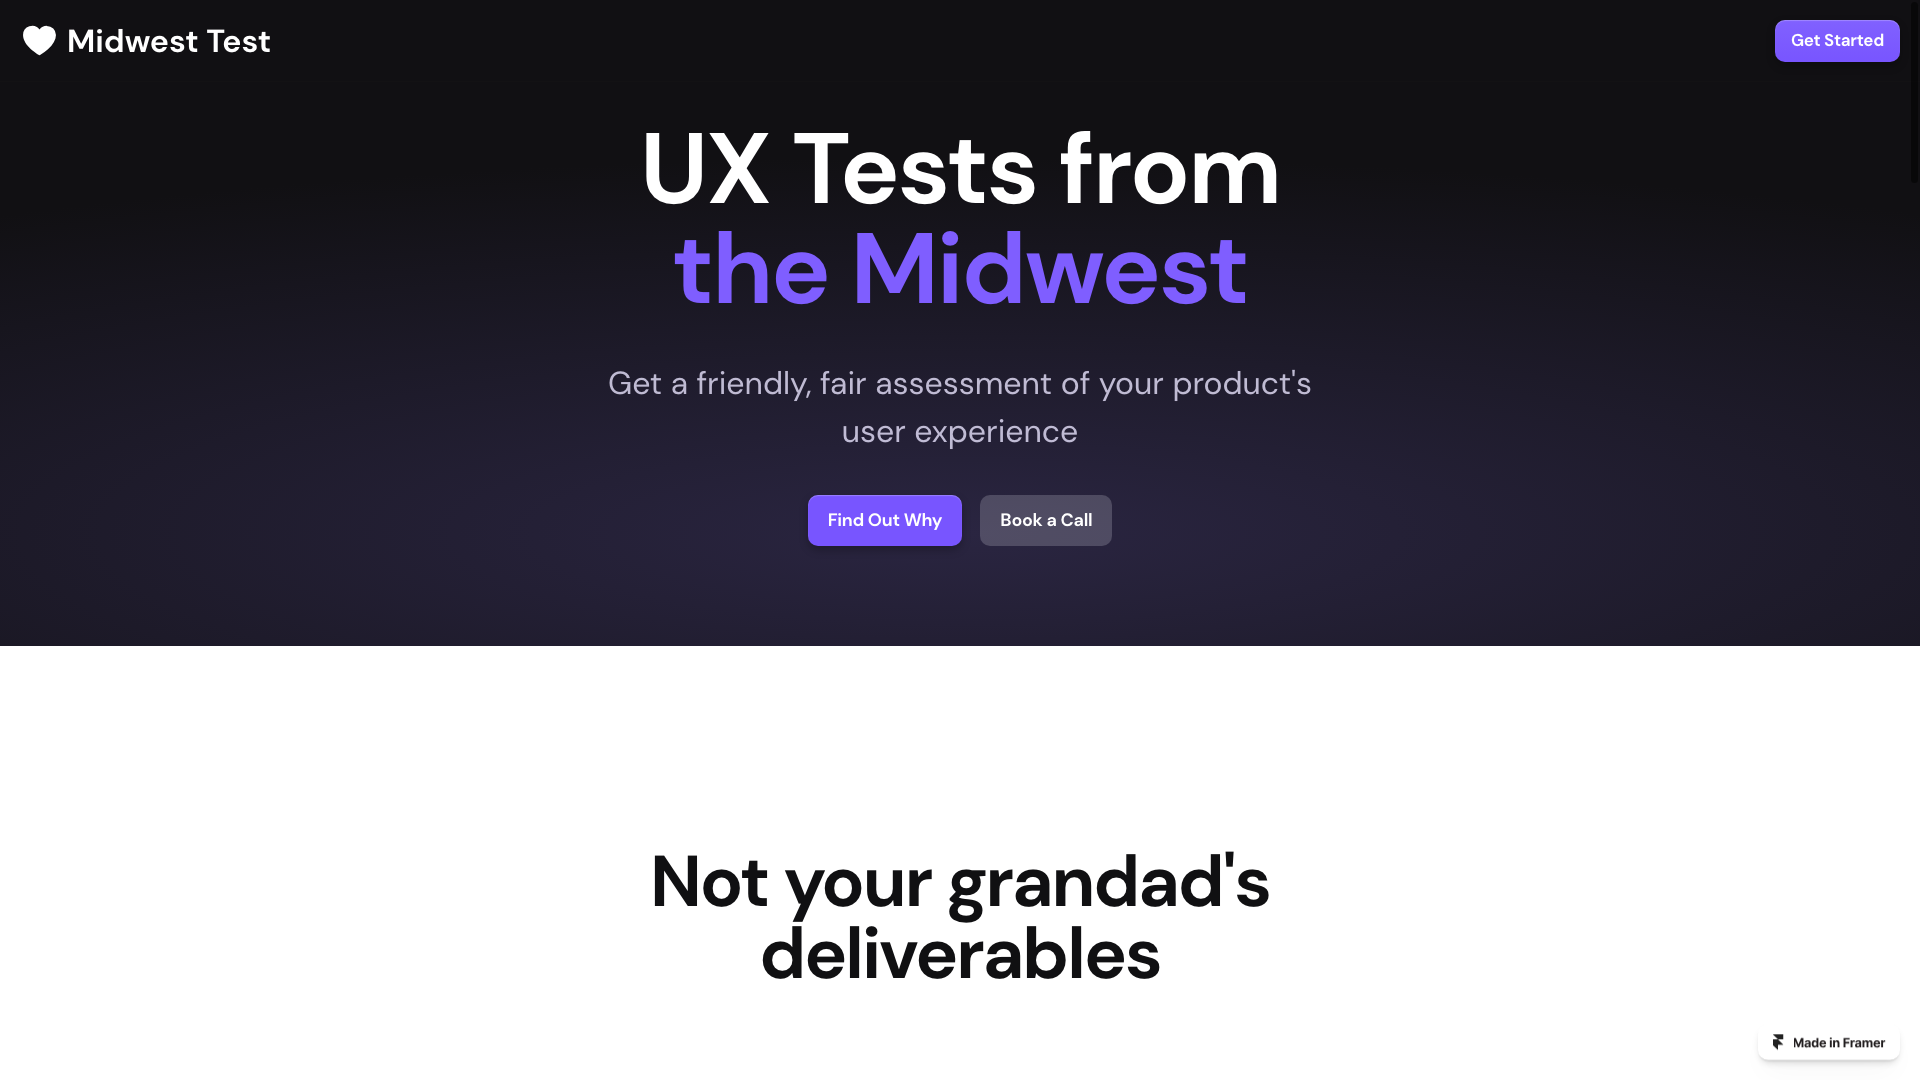 Midwest Test
Get Started
UX Tests from
the Midwest
Get a friendly, fair assessment of your product's
user experience
Find Out Why
Book a Call
Not your grandad's
deliverables
Made in Framer